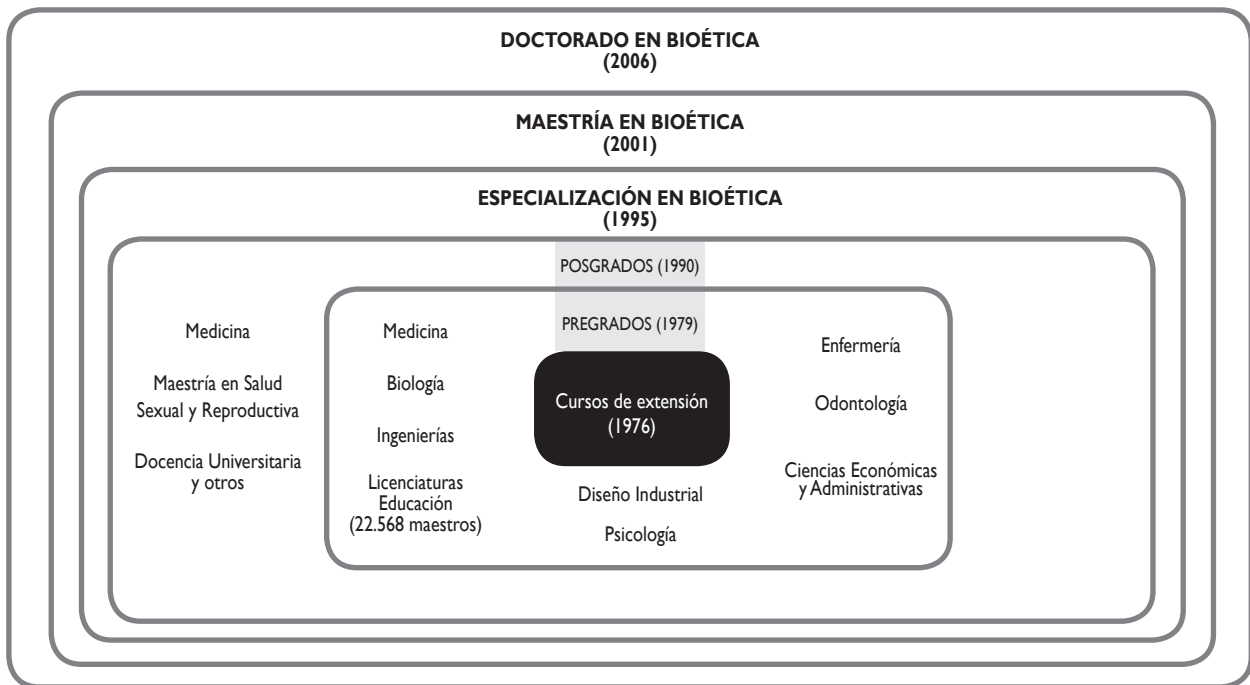 DOCTORADO EN BIOÉTICA
(2006)
MAESTRÍA EN BIOÉTICA
(2001)
ESPECIALIZACIÓN EN BIOÉTICA
(1995)
POSGRADOS (1990)
Medicina
Maestría en Salud
Sexual y Reproductiva
Docencia Universitaria
y otros
PREGRADOS (1979)
Medicina
Biología
Ingenierías
Licenciaturas
Educación
(22.568 maestros)
Cursos de extensión
(1976)
Diseño Industrial
Psicología
Enfermería
Odontología
Ciencias Económicas
y Administrativas